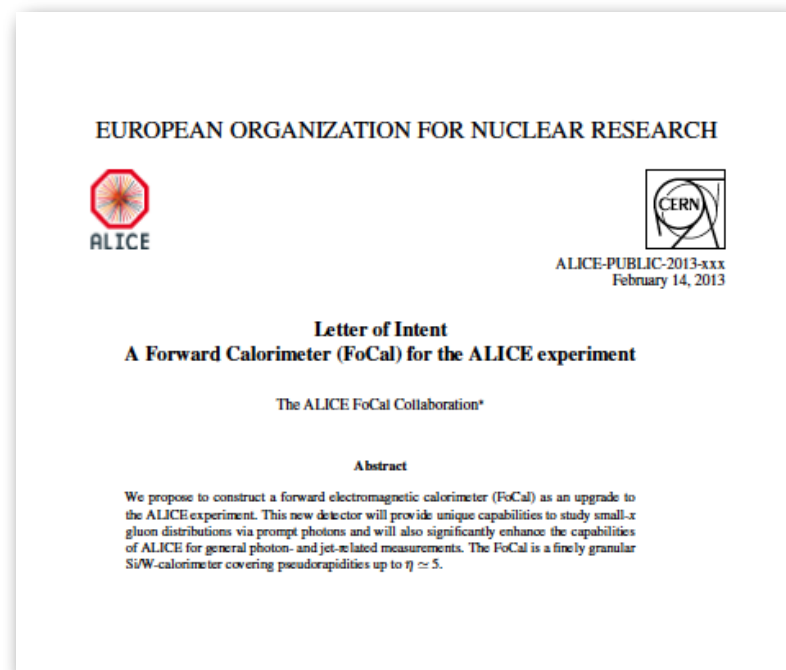 EUROPEAN ORGANIZATION FOR NUCLEAR RESEARCH
ALICE
CERN
ALICE-PUBLIC-2013-xxx
February 14, 2013
Letter of Intent
A Forward Calorimeter (FoCal) for the ALICE experiment
The ALICE FoCal Collaboration*
Abstract
We propose to construct a forward electromagnetic calorimeter (FoCal) as an upgrade to
the ALICE experiment. This new detector will provide unique capabilities to study small-x
gluon distributions via prompt photons and will also significantly enhance the capabilities
of ALICE for general photon- and jet-related measurements. The FoCal is a finely granular
Si/W-calorimeter covering pseudorapidities up to η ≃ 5.